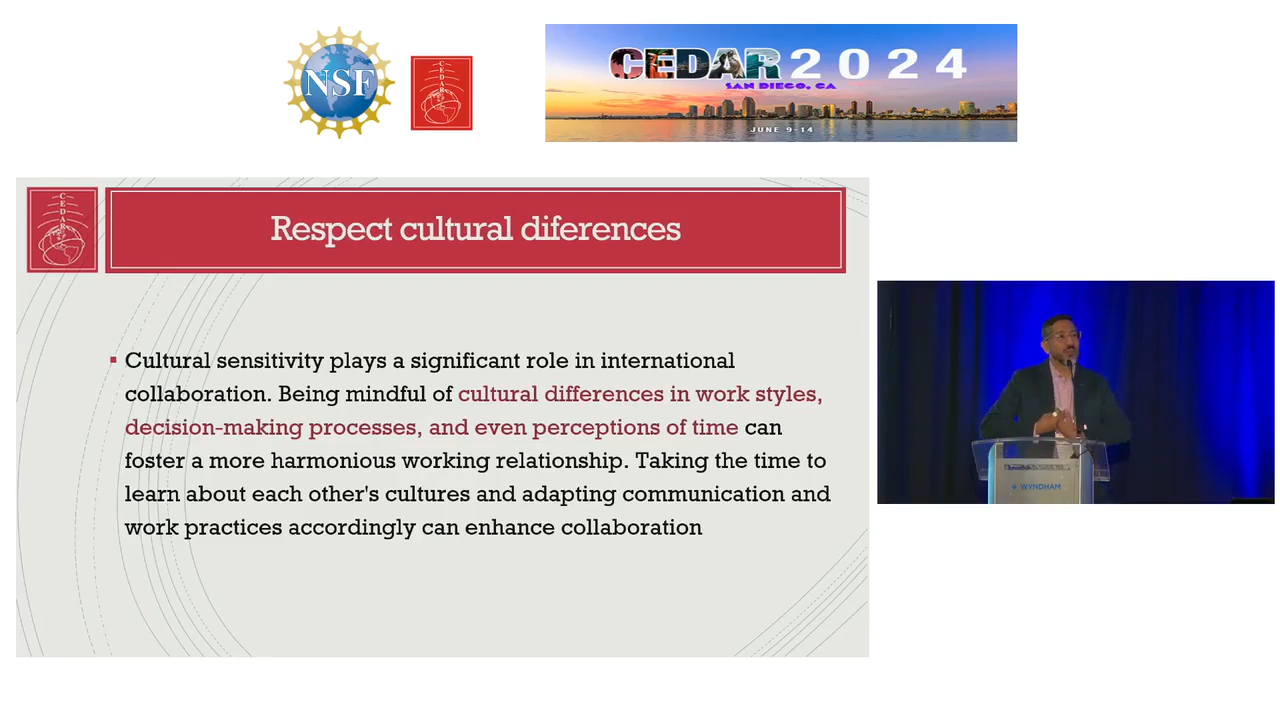 NSF
CEDAR
CEDAR 2024
SAN DIEGO, CA
JUNE 9-14
CEDAR
Respect cultural diferences
▪ Cultural sensitivity plays a significant role in international
collaboration. Being mindful of cultural differences in work styles,
decision-making processes, and even perceptions of time can
foster a more harmonious working relationship. Taking the time to
learn about each other's cultures and adapting communication and
work practices accordingly can enhance collaboration
WYNDHAM